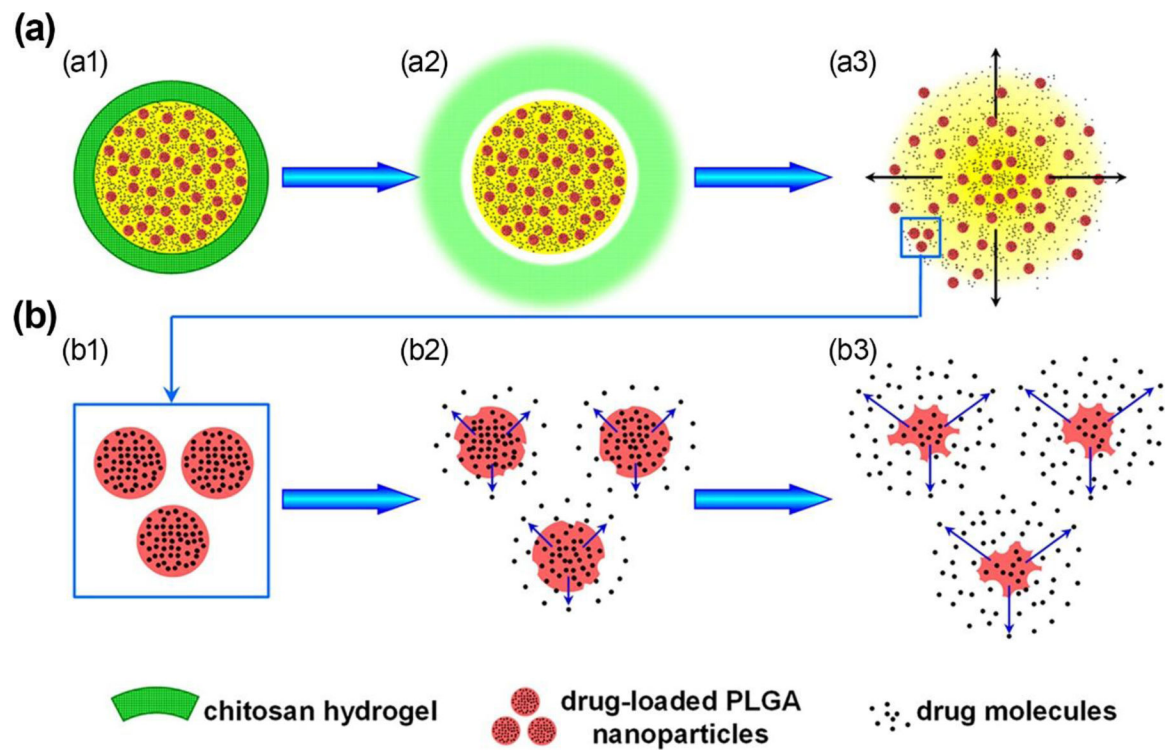 (a)
(a1)
(a2)
(a3)
(b)
(b1)
(b2)
(b3)
chitosan hydrogel
drug-loaded PLGA
nanoparticles
drug molecules